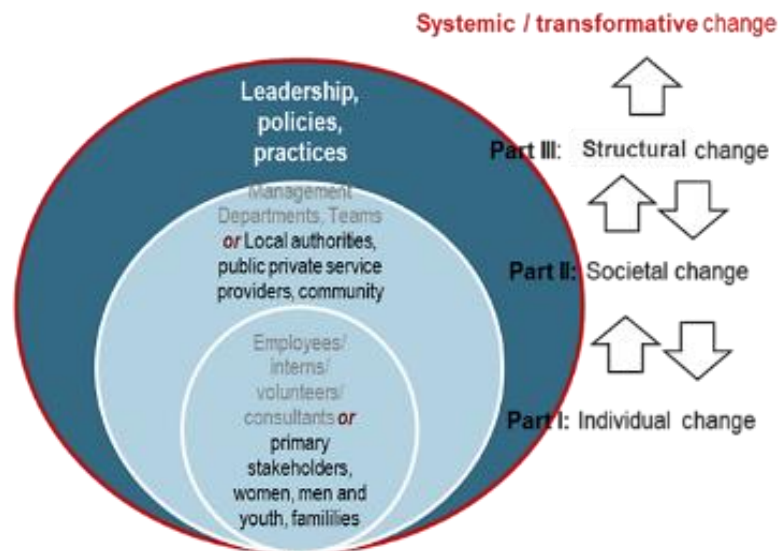 Systemic / transformative change
Leadership,
policies,
practices
Part III: Structural change
Management
Departments, Teams
or Local authorities,
public private service
providers, community
Part II: Societal change
Employees/
interns/
volunteers/
consultants or
primary
stakeholders,
women, men and
youth, famililies
Part I: Individual change